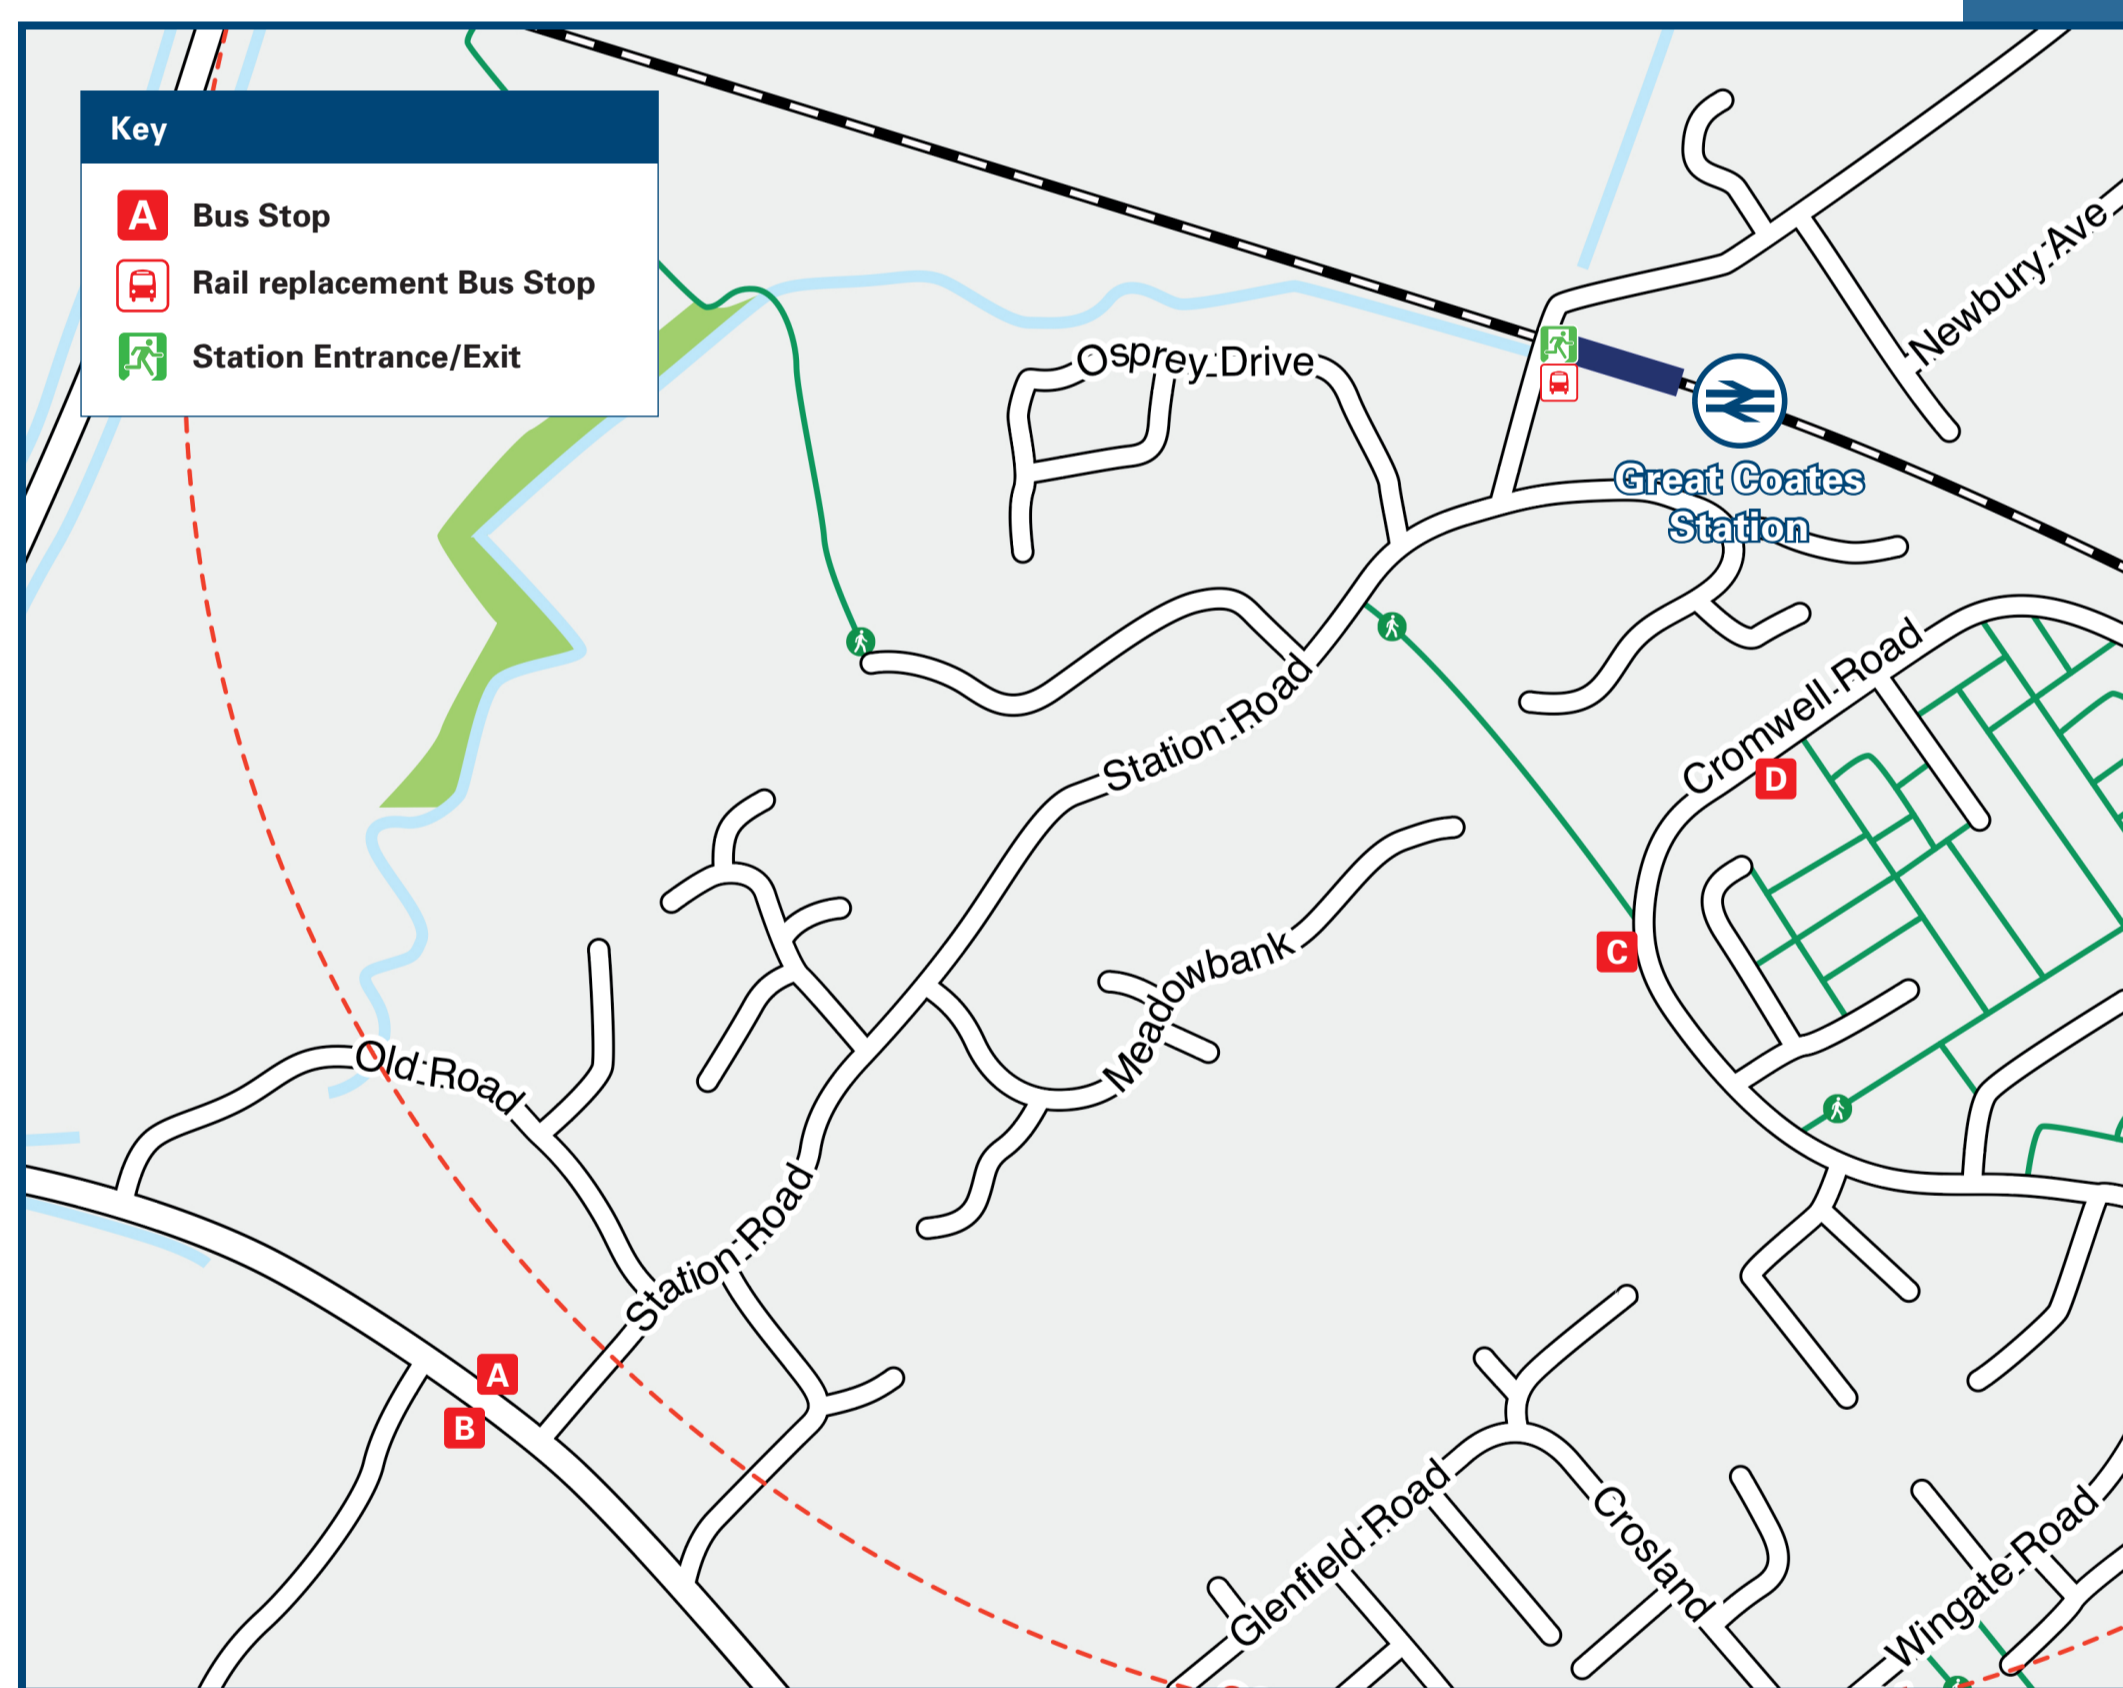 Key
A
Bus Stop
Rail replacement Bus Stop
Station Entrance/Exit
Newbury Ave
Osprey Drive
Great Coates
Station
Cromwell Road
D
Station Road
C
Meadowbank
Old Road
Station Road
A
B
Glenfield Road
Crosland
Wingate Road